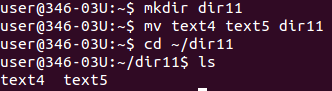 user@346-03U:~$ mkdir dir11
user@346-03U:~$ mv text4 text5 dir11
user@346-03U:~$ cd ~/dir11
user@346-03U:~/dir11$ ls
text4  text5